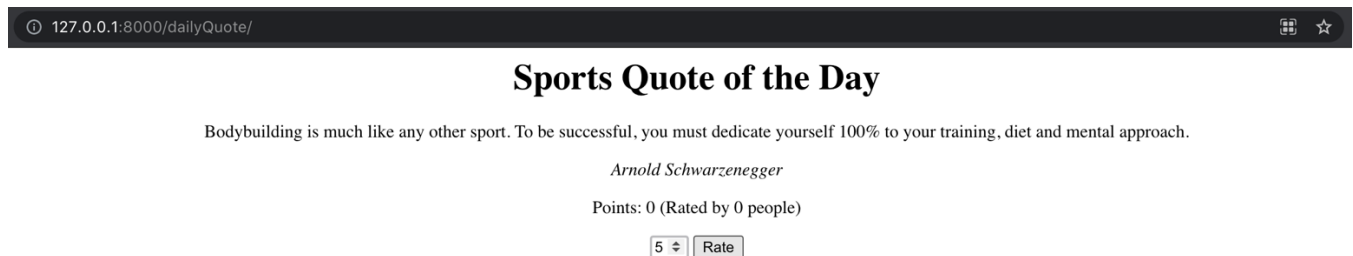 127.0.0.1:8000/dailyQuote/
Sports Quote of the Day
Bodybuilding is much like any other sport. To be successful, you must dedicate yourself 100% to your training, diet and mental approach.
Arnold Schwarzenegger
Points: 0 (Rated by 0 people)
5 Rate